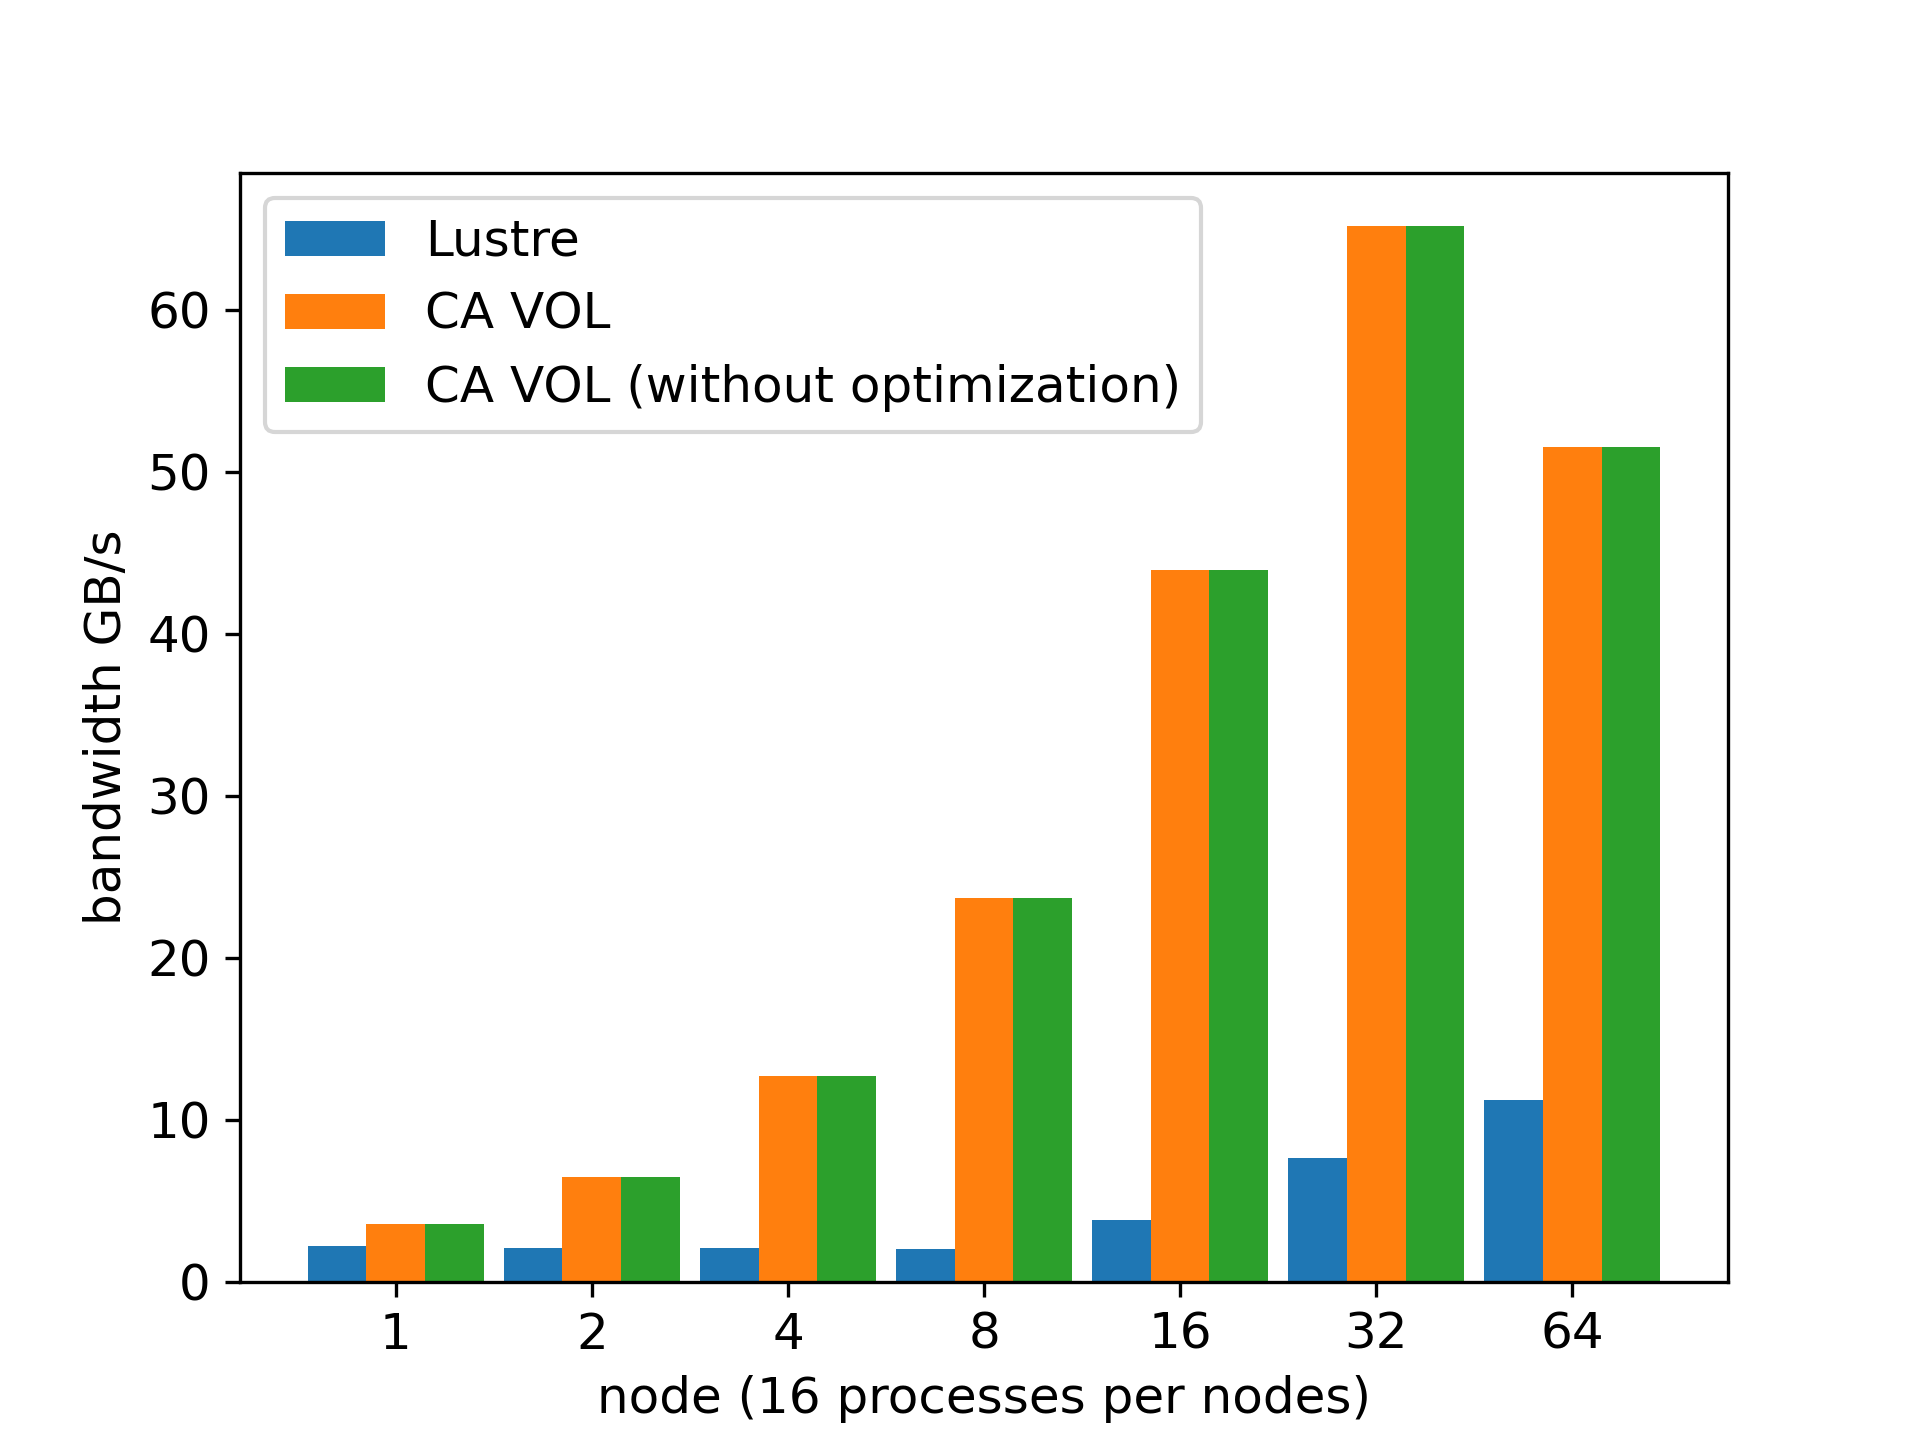 Lustre
CA VOL
CA VOL (without optimization)
bandwidth GB/s
60
50
40
30
20
10
0
1 2 4 8 16 32 64
node (16 processes per nodes)